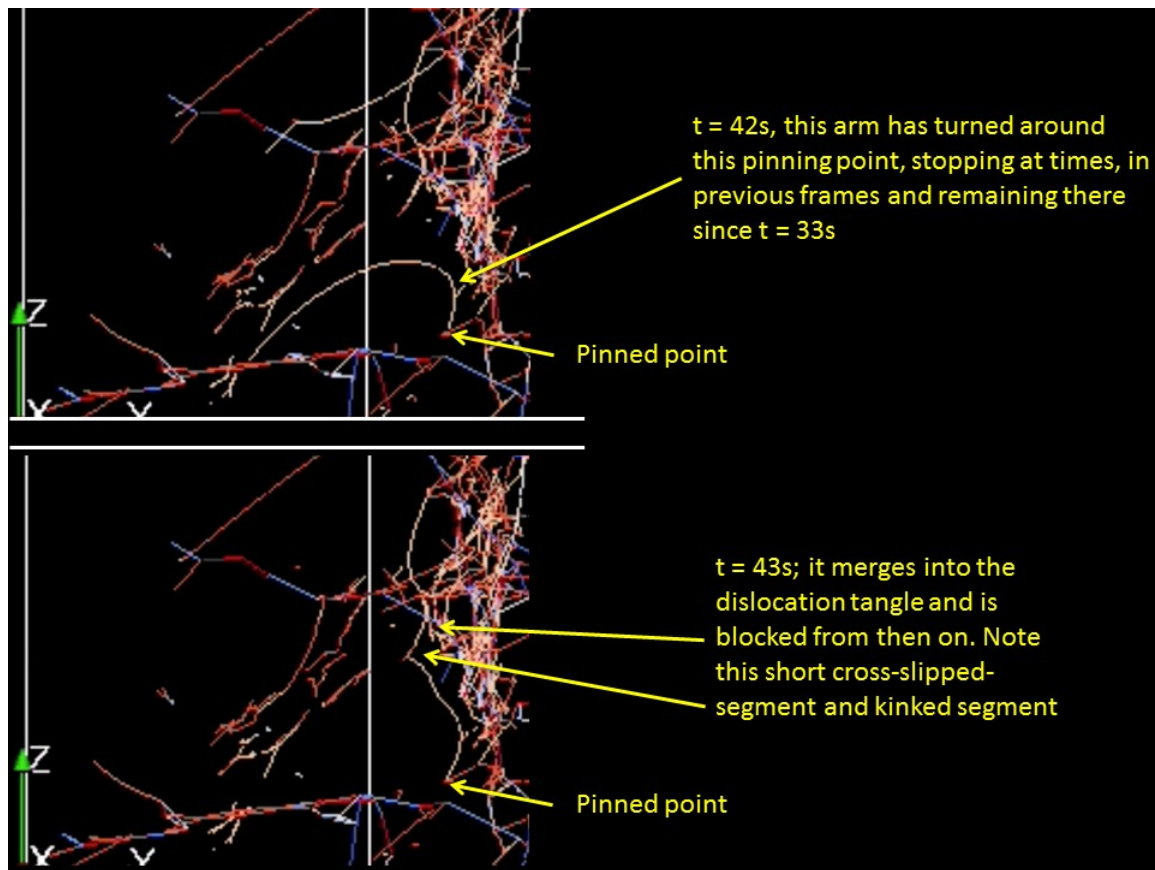 t = 42s, this arm has turned around
this pinning point, stopping at times, in
previous frames and remaining there
since t = 33s
Pinned point
Z
X
Y
t = 43s; it merges into the
dislocation tangle and is
blocked from then on. Note
this short cross-slipped-
segment and kinked segment
Pinned point
Z
X
Y